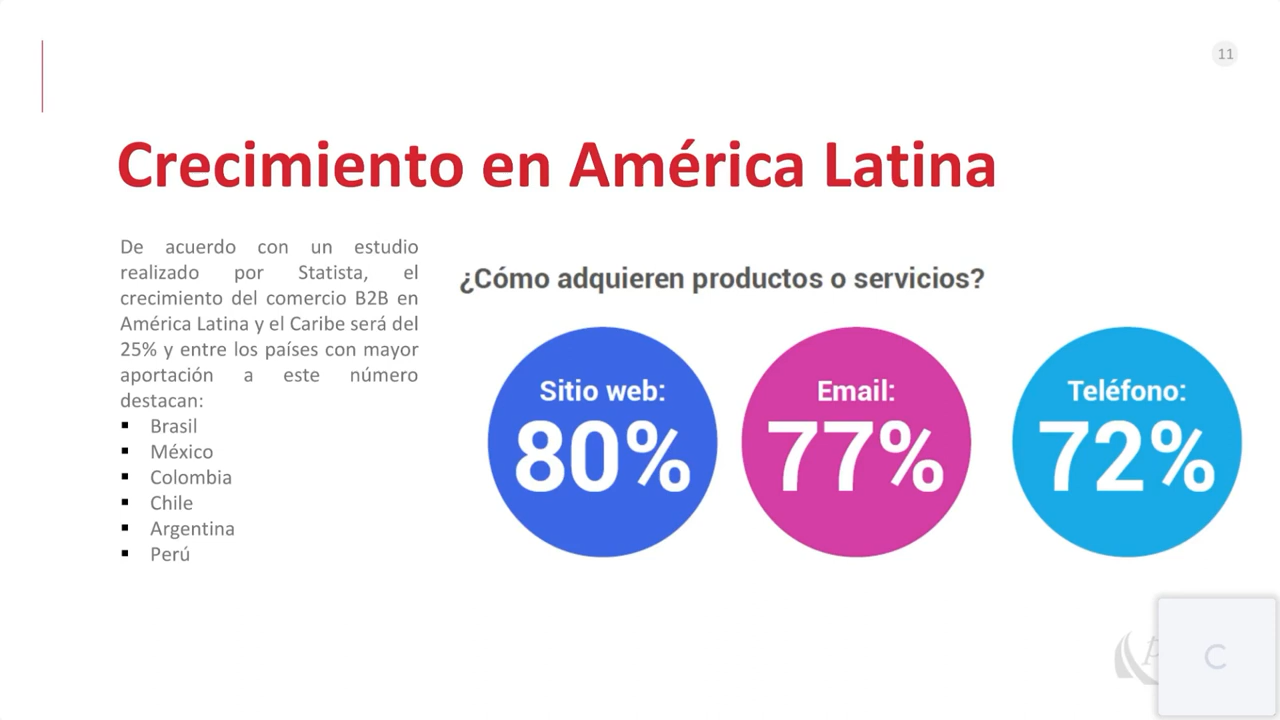 11
Crecimiento en América Latina
De acuerdo con un estudio
realizado por Statista, el
crecimiento del comercio B2B en
América Latina y el Caribe será del
25% y entre los países con mayor
aportación a este número
destacan:
▪ Brasil
▪ México
▪ Colombia
▪ Chile
▪ Argentina
▪ Perú
¿Cómo adquieren productos o servicios?
Sitio web:
80%
Email:
77%
Teléfono:
72%
C